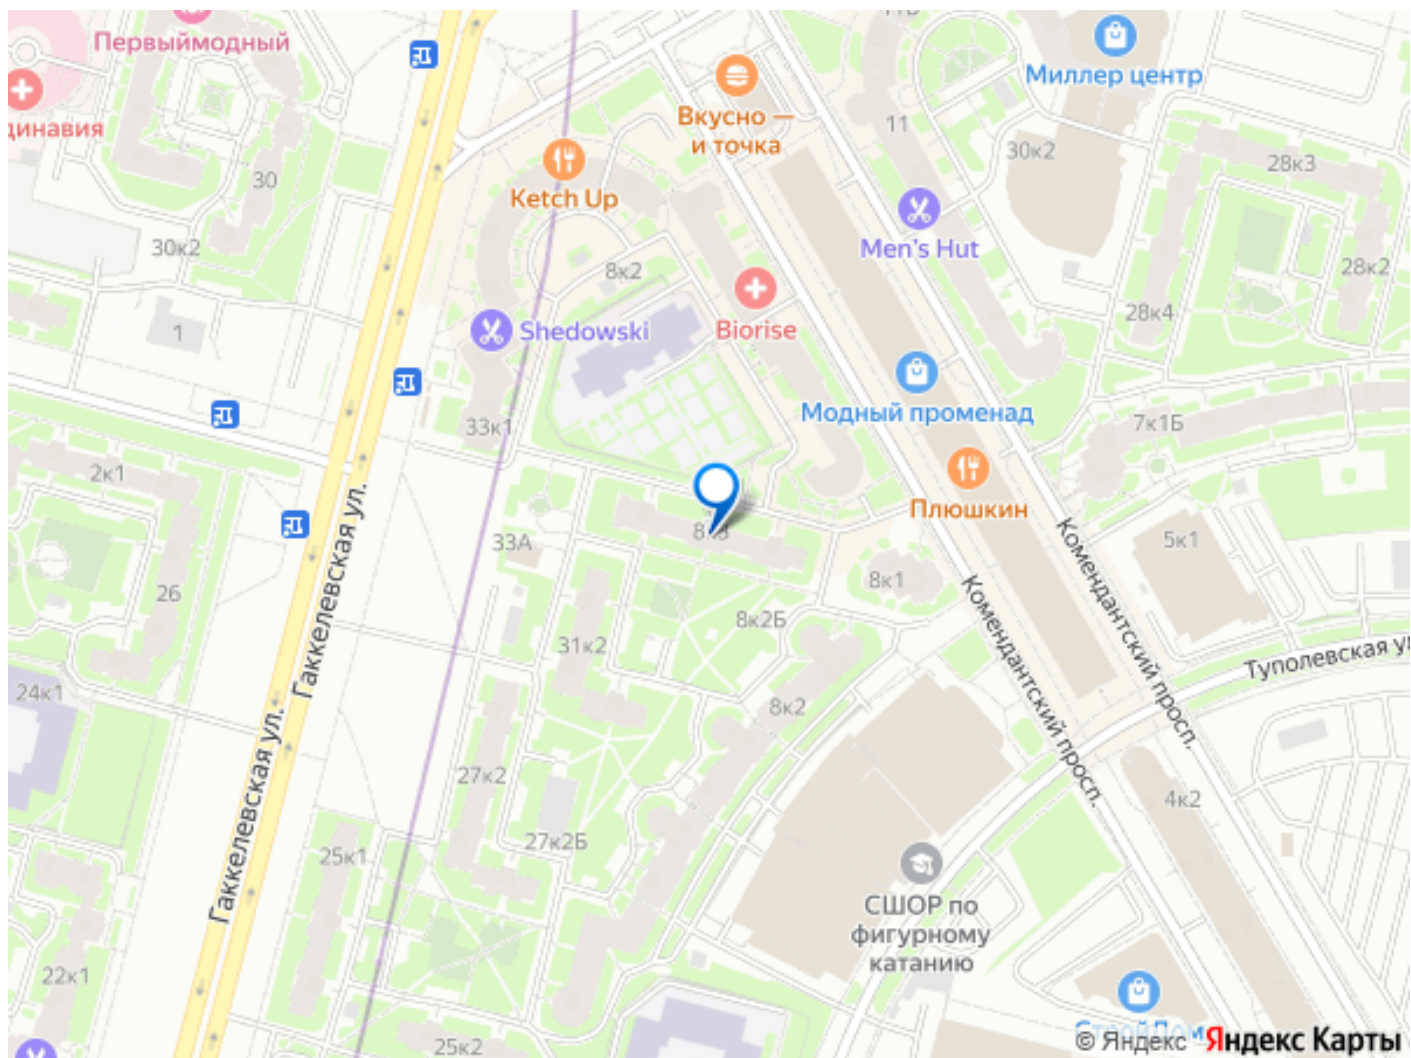 Первыймодный
динавия
30
30к2
1
Вкусно —
и точка
Ketch Up
8к2
Shedowski
Biorise
33к1
11
Миллер центр
30к2
28к3
Men's Hut
28к2
28к4
Модный променад
7к1Б
Плюшкин
2к1
33А
26
5к1
8к1
8к2Б
31к2
24к1
8к2
27к2
27к2Б
25к1
22к1
25к2
4к2
Гаккелевская ул.
Гаккелевская ул.
Комендантский просп.
Комендантский просп.
Туполевская у
СШОР по
фигурному
катанию
© Яндекс Яндекс Карты